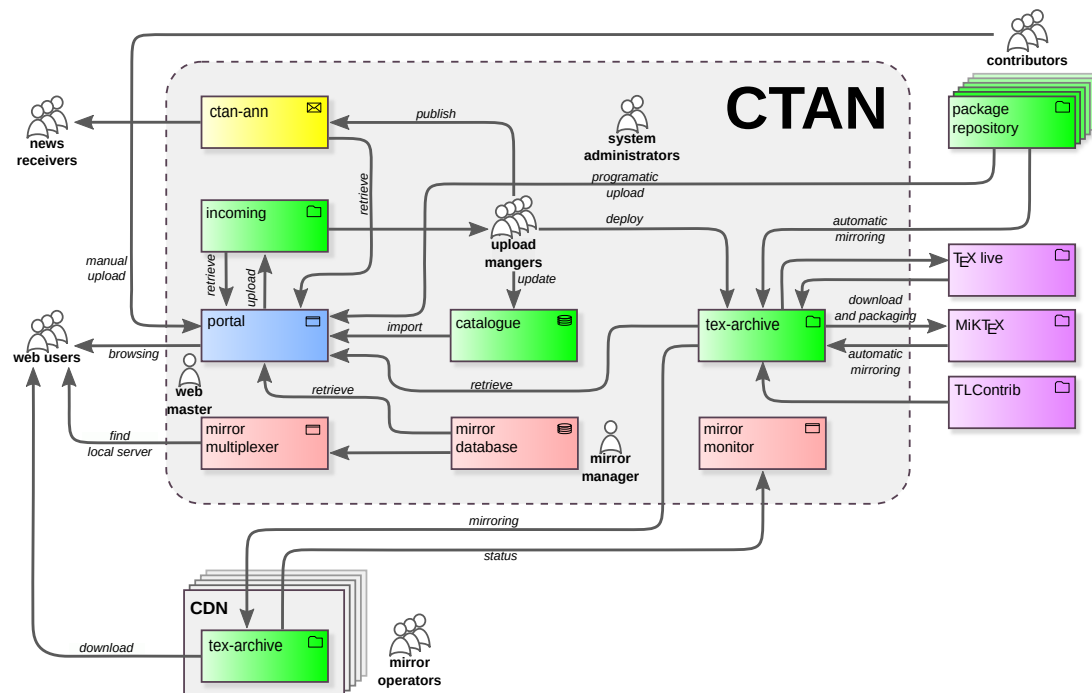 contributors
CTAN
ctan-ann
publish
package
repository
news
receivers
system
administrators
retrieve
programatic
upload
incoming
deploy
automatic
mirroring
upload
mangers
manual
upload
retrieve
upload
TEX live
update
download
and packaging
portal
import
catalogue
tex-archive
MiKTEX
web users
browsing
automatic
mirroring
web
master
retrieve
retrieve
TLContrib
mirror
multiplexer
mirror
database
mirror
manager
mirror
monitor
find
local server
mirroring
status
CDN
tex-archive
download
mirror
operators